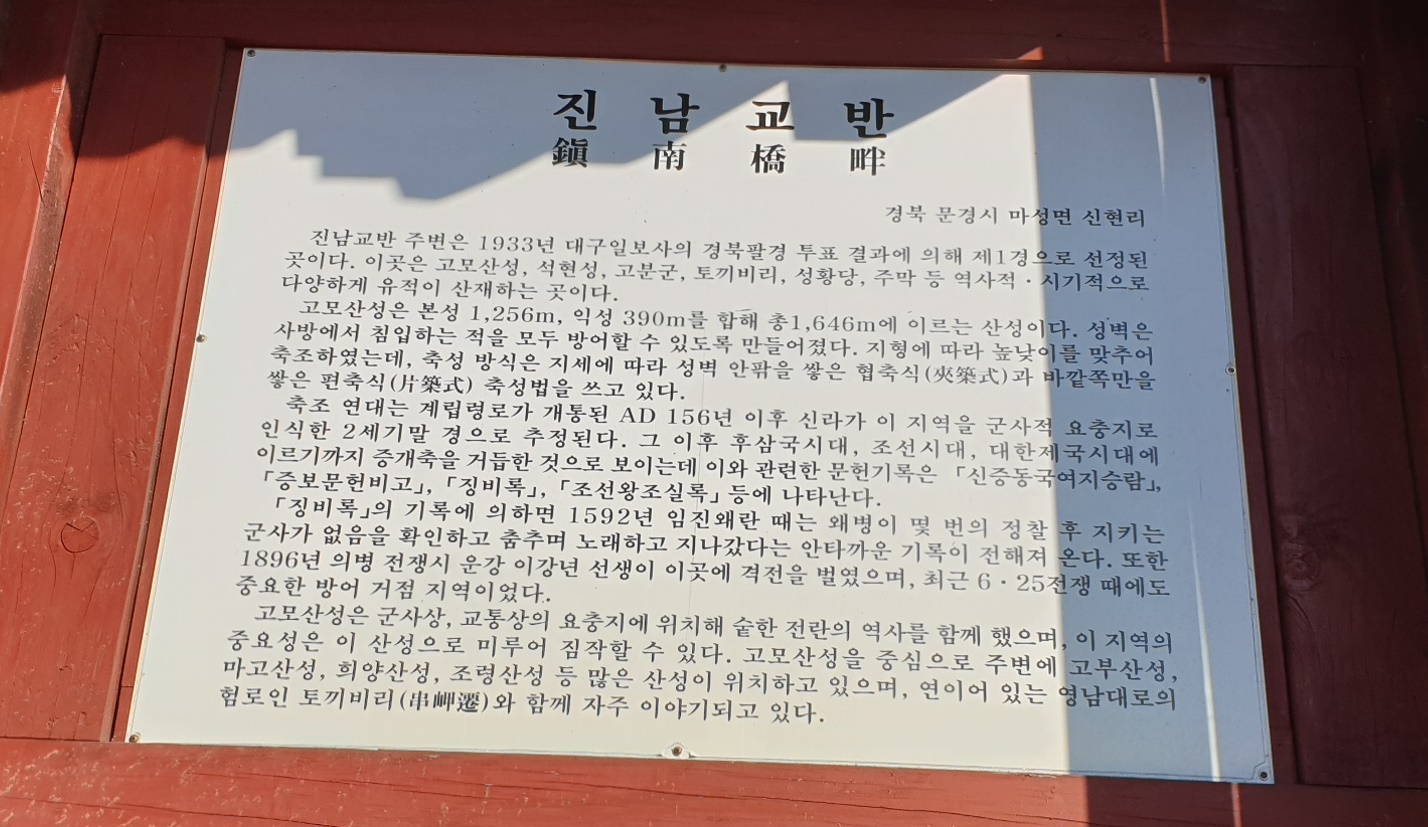 진 남 교 반
鎭 南 橋 畔
경북 문경시 마성면 신현리
진남교반 주변은 1933년 대구일보사의 경북팔경 투표 결과에 의해 제1경으로 선정된
곳이다. 이곳은 고모산성, 석현성, 고분군, 토끼비리, 성황당, 주막 등 역사적·시기적으로
다양하게 유적이 산재하는 곳이다.
고모산성은 본성 1,256m, 익성 390m를 합해 총1,646m에 이르는 산성이다. 성벽은
사방에서 침입하는 적을 모두 방어할 수 있도록 만들어졌다. 지형에 따라 높낮이를 맞추어
축조하였는데, 축성 방식은 지세에 따라 성벽 안팎을 쌓은 협축식(夾築式)과 바깥쪽만을
쌓은 편축식(片築式) 축성법을 쓰고 있다.
축조 연대는 계립령로가 개통된 AD 156년 이후 신라가 이 지역을 군사적 요충지로
인식한 2세기말 경으로 추정된다. 그 이후 후삼국시대, 조선시대, 대한제국시대에
이르기까지 증개축을 거듭한 것으로 보이는데 이와 관련한 문헌기록은 「신증동국여지승람」,
「증보문헌비고」, 「징비록」, 「조선왕조실록」 등에 나타난다.
「징비록」의 기록에 의하면 1592년 임진왜란 때는 왜병이 몇 번의 정찰 후 지키는
군사가 없음을 확인하고 춤추며 노래하고 지나갔다는 안타까운 기록이 전해져 온다. 또한
1896년 의병 전쟁시 운강 이강년 선생이 이곳에 격전을 벌였으며, 최근 6·25전쟁 때에도
중요한 방어 거점 지역이었다.
고모산성은 군사상, 교통상의 요충지에 위치해 숱한 전란의 역사를 함께 했으며, 이 지역의
중요성은 이 산성으로 미루어 짐작할 수 있다. 고모산성을 중심으로 주변에 고부산성,
마고산성, 희양산성, 조령산성 등 많은 산성이 위치하고 있으며, 연이어 있는 영남대로의
험로인 토끼비리(串岬遷)와 함께 자주 이야기되고 있다.